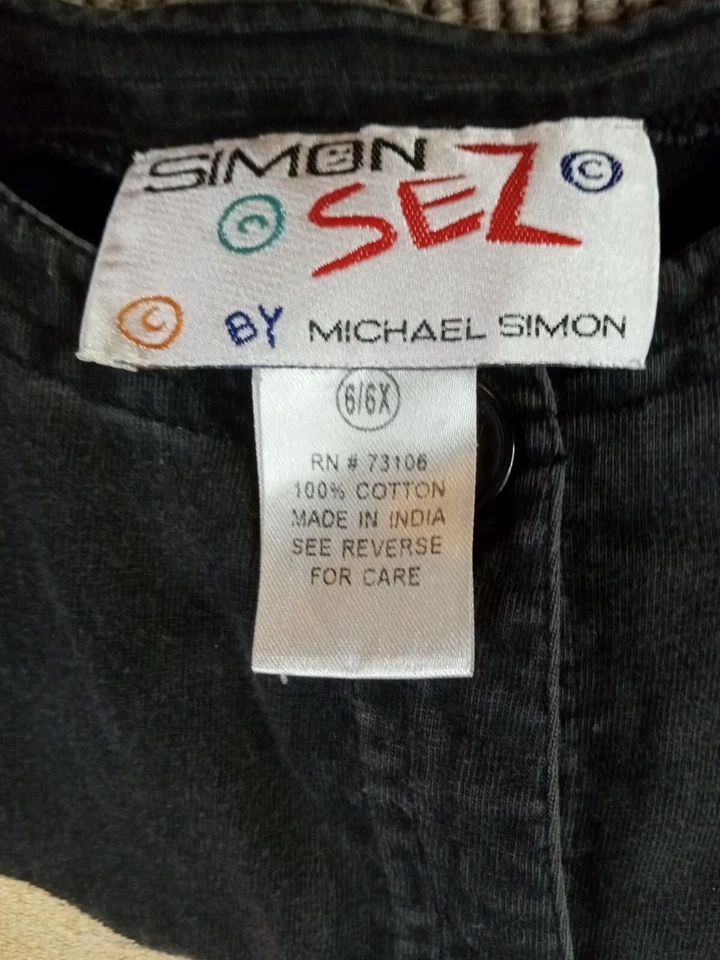 SIMON
SEZ ©
© BY MICHAEL SIMON
6/6X
RN # 73106
100% COTTON
MADE IN INDIA
SEE REVERSE
FOR CARE